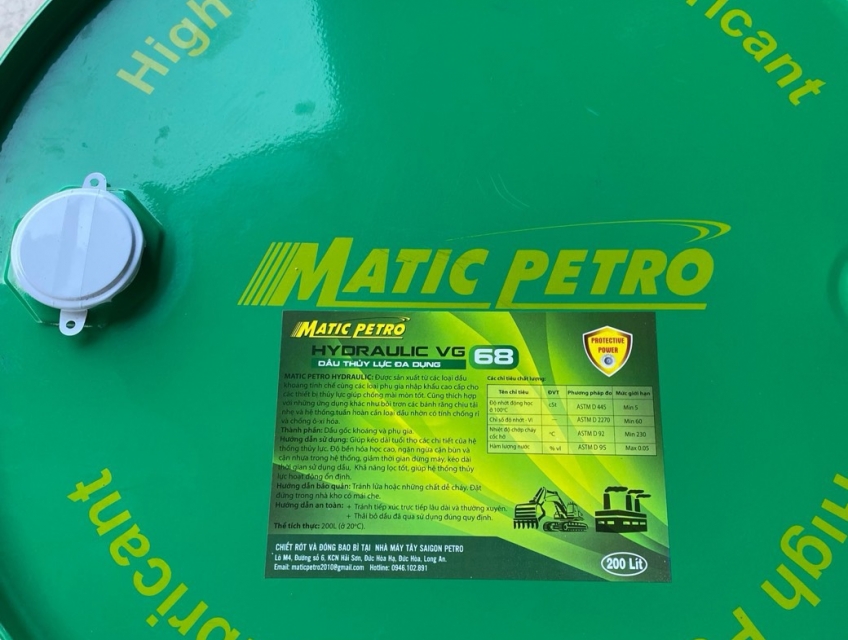 High
ricant
MATIC PETRO
MATIC PETRO
HYDRAULIC VG 68
DẦU THỦY LỰC ĐA DỤNG
PROTECTIVE
POWER
MATIC PETRO HYDRAULIC: Được sản xuất từ các loại dầu
khoáng tinh chế cùng các loại phụ gia nhập khẩu cao cấp cho
các thiết bị thủy lực giúp chống mài mòn tốt. Cũng thích hợp
với những ứng dụng khác như bôi trơn các bánh răng chịu tải
nhẹ và hệ thống tuần hoàn cần loại dầu nhờn có tính chống rỉ
và chống ô-xi hóa.
Thành phần: Dầu gốc khoáng và phụ gia.
Hướng dẫn sử dụng: Giúp kéo dài tuổi thọ các chi tiết của hệ
thống thủy lực. Độ bền hóa học cao, ngăn ngừa cặn bùn và
cặn nhựa trong hệ thống, giảm thời gian dừng máy, kéo dài
thời gian sử dụng dầu. Khả năng lọc tốt, giúp hệ thống thủy
lực hoạt động ổn định.
Hướng dẫn bảo quản: Tránh lửa hoặc những chất dễ cháy. Đặt
đứng trong nhà kho có mái che.
Hướng dẫn an toàn: + Tránh tiếp xúc trực tiếp lâu dài và thường xuyên.
+ Thải bỏ dầu đã qua sử dụng đúng quy định.
Thể tích thực: 200L (ở 20°C).
Các chỉ tiêu chất lượng:
Tên chỉ tiêu ĐVT Phương pháp đo Mức giới hạn
Độ nhớt động học
ở 100°C cSt ASTM D 445 Min 5
Chỉ số độ nhớt - VI — ASTM D 2270 Min 60
Nhiệt độ chớp cháy
cốc hở °C ASTM D 92 Min 230
Hàm lượng nước % vl ASTM D 95 Max 0.05
CHIẾT RÓT VÀ ĐÓNG BAO BÌ TẠI NHÀ MÁY TÂY SAIGON PETRO
Lô M4, Đường số 6, KCN Hải Sơn, Đức Hòa Hạ, Đức Hòa, Long An.
Email: maticpetro2010@gmail.com Hotline: 0946.102.891
200 Lít
ubricant
High P